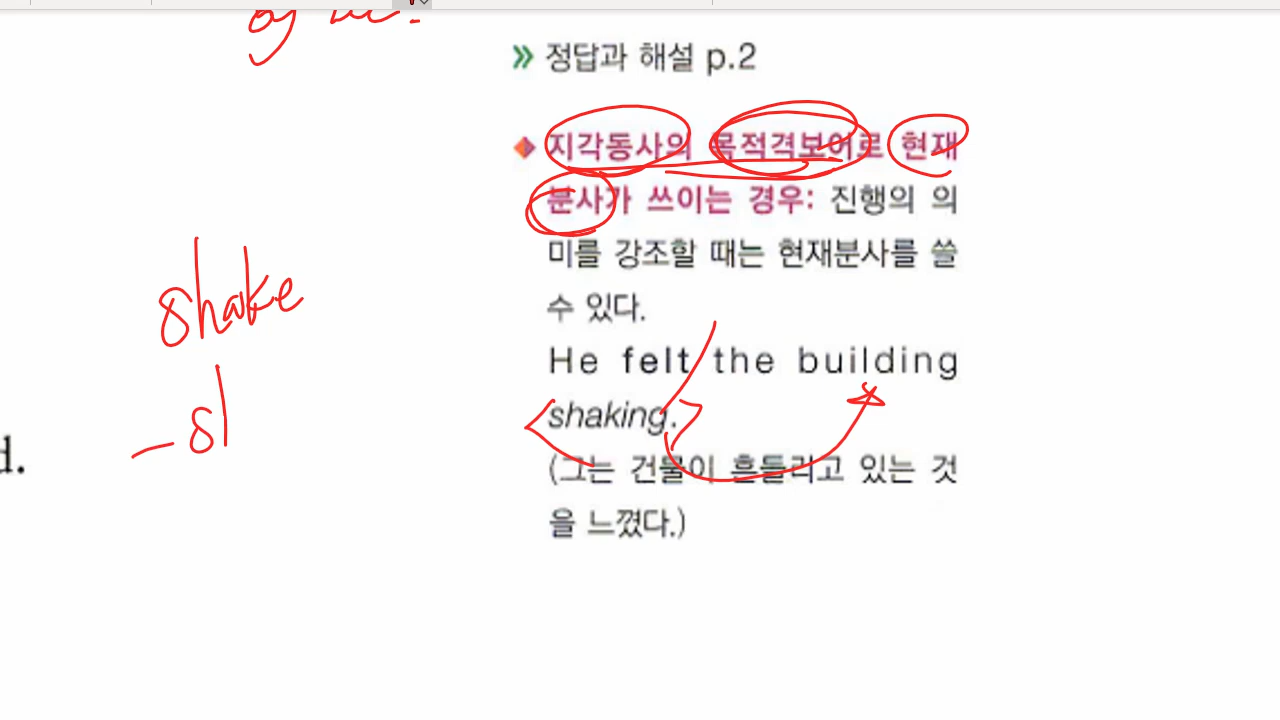 정답과 해설 p.2
지각동사의 목적격보어로 현재
분사가 쓰이는 경우: 진행의 의
미를 강조할 때는 현재분사를 쓸
수 있다.
He felt the building
shaking.
(그는 건물이 흔들리고 있는 것
을 느꼈다.)
shake
- sh
d.